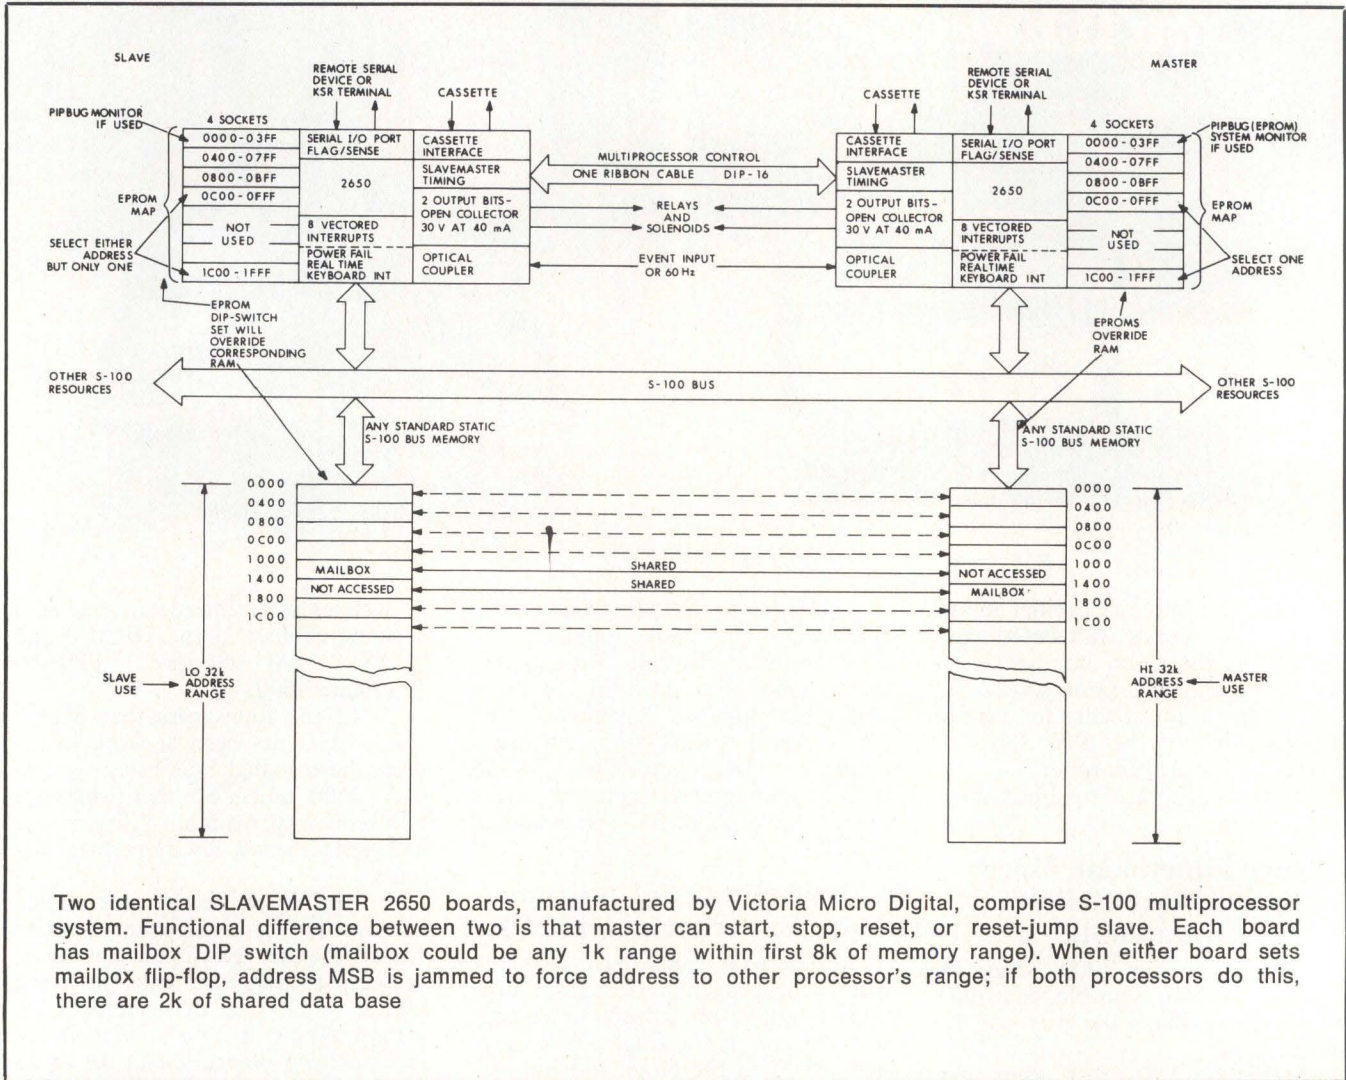 SLAVE
MASTER
REMOTE SERIAL
DEVICE OR
KSR TERMINAL
CASSETTE
CASSETTE
REMOTE SERIAL
DEVICE OR
KSR TERMINAL
PIPBUG MONITOR
IF USED
4 SOCKETS
0000-03FF
0400-07FF
0800-0BFF
0C00-0FFF
NOT
USED
1C00-1FFF
EPROM
MAP
SELECT EITHER
ADDRESS
BUT ONLY ONE
SERIAL I/O PORT
FLAG/SENSE
2650
8 VECTORED
INTERRUPTS
POWER FAIL
REAL TIME
KEYBOARD INT
CASSETTE
INTERFACE
SLAVEMASTER
TIMING
2 OUTPUT BITS-
OPEN COLLECTOR
30 V AT 40 mA
OPTICAL
COUPLER
MULTIPROCESSOR CONTROL
ONE RIBBON CABLE DIP-16
RELAYS
AND
SOLENOIDS
EVENT INPUT
OR 60 Hz
CASSETTE
INTERFACE
SLAVEMASTER
TIMING
2 OUTPUT BITS-
OPEN COLLECTOR
30 V AT 40 mA
OPTICAL
COUPLER
SERIAL I/O PORT
FLAG/SENSE
2650
8 VECTORED
INTERRUPTS
POWER FAIL
REALTIME
KEYBOARD INT
4 SOCKETS
0000-03FF
0400-07FF
0800-0BFF
0C00-0FFF
NOT
USED
1C00-1FFF
PIPBUG (EPROM)
SYSTEM MONITOR
IF USED
EPROM
MAP
SELECT ONE
ADDRESS
EPROM
DIP-SWITCH
SET WILL
OVERRIDE
CORRESPONDING
RAM
EPROMS
OVERRIDE
RAM
OTHER S-100
RESOURCES
S-100 BUS
OTHER S-100
RESOURCES
ANY STANDARD STATIC
S-100 BUS MEMORY
ANY STANDARD STATIC
S-100 BUS MEMORY
0000
0400
0800
0C00
1000
1400
1800
1C00
MAILBOX
NOT ACCESSED
SHARED
SHARED
NOT ACCESSED
MAILBOX
0000
0400
0800
0C00
1000
1400
1800
1C00
SLAVE
USE
LO 32k
ADDRESS
RANGE
HI 32k
ADDRESS
RANGE
MASTER
USE
Two identical SLAVEMASTER 2650 boards, manufactured by Victoria Micro Digital, comprise S-100 multiprocessor
system. Functional difference between two is that master can start, stop, reset, or reset-jump slave. Each board
has mailbox DIP switch (mailbox could be any 1k range within first 8k of memory range). When either board sets
mailbox flip-flop, address MSB is jammed to force address to other processor's range; if both processors do this,
there are 2k of shared data base